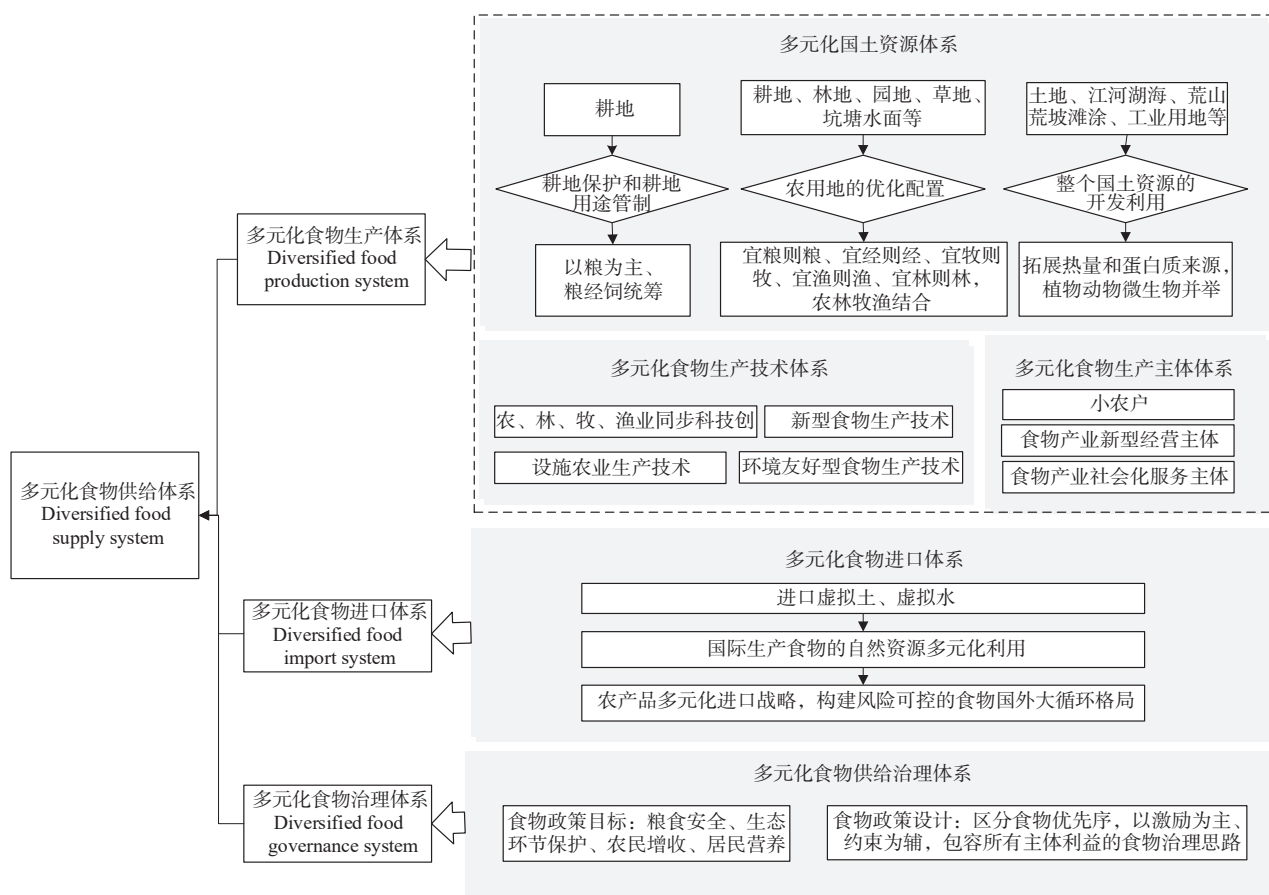 多元化国土资源体系
耕地
耕地、林地、园地、草地、
坑塘水面等
土地、江河湖海、荒山
荒坡滩涂、工业用地等
耕地保护和耕地
用途管制
农用地的优化配置
整个国土资源的
开发利用
以粮为主、
粮经饲统筹
宜粮则粮、宜经则经、宜牧则
牧、宜渔则渔、宜林则林，
农林牧渔结合
拓展热量和蛋白质来源，
植物动物微生物并举
多元化食物生产体系
Diversified food
production system
多元化食物生产技术体系
农、林、牧、渔业同步科技创
新型食物生产技术
设施农业生产技术
环境友好型食物生产技术
多元化食物生产主体体系
小农户
食物产业新型经营主体
食物产业社会化服务主体
多元化食物供给体系
Diversified food
supply system
多元化食物进口体系
进口虚拟土、虚拟水
国际生产食物的自然资源多元化利用
农产品多元化进口战略，构建风险可控的食物国外大循环格局
多元化食物进口体系
Diversified food
import system
多元化食物供给治理体系
食物政策目标：粮食安全、生态
环节保护、农民增收、居民营养
食物政策设计：区分食物优先序，以激励为主、
约束为辅，包容所有主体利益的食物治理思路
多元化食物治理体系
Diversified food
governance system